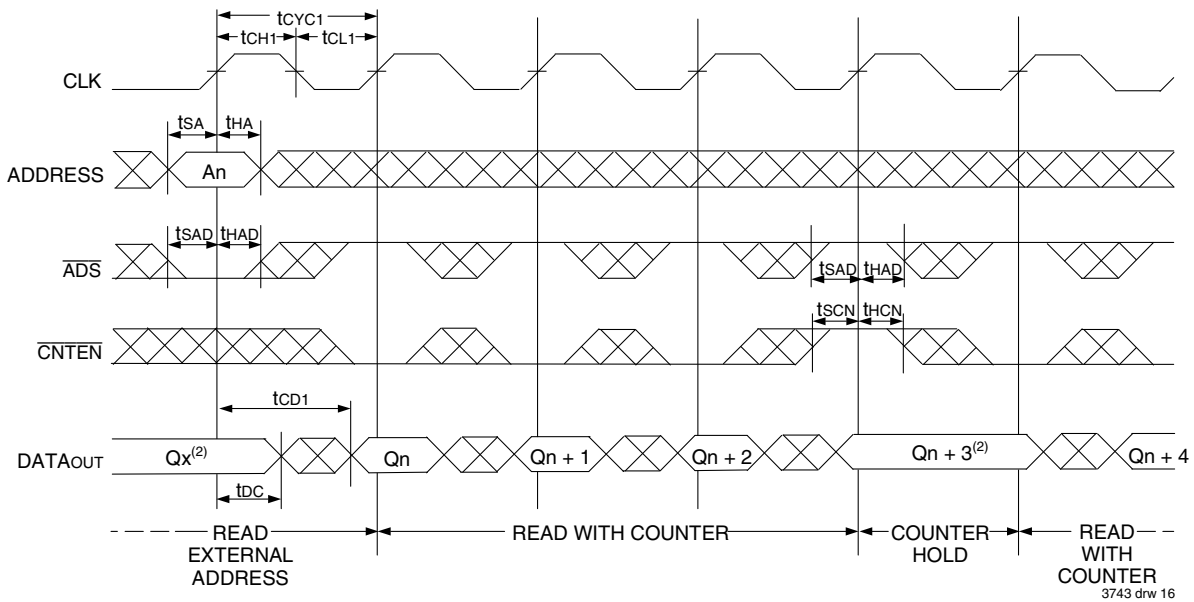 tCYC1
tCH1 tCL1
CLK
tSA tHA
ADDRESS An
tSAD tHAD
ADS
tSAD tHAD
tSCN tHCN
CNTEN
tCD1
DATAOUT Qx(2) Qn Qn + 1 Qn + 2 Qn + 3(2) Qn + 4
tDC
READ EXTERNAL ADDRESS
READ WITH COUNTER
COUNTER HOLD
READ WITH COUNTER
3743 drw 16